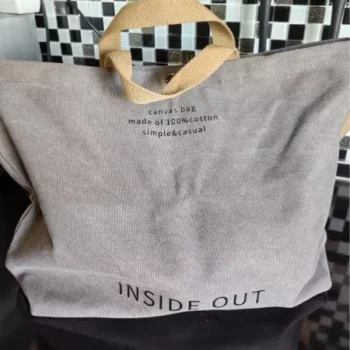 canvas bag
made of 100%cotton
simple&casual
INSIDE OUT